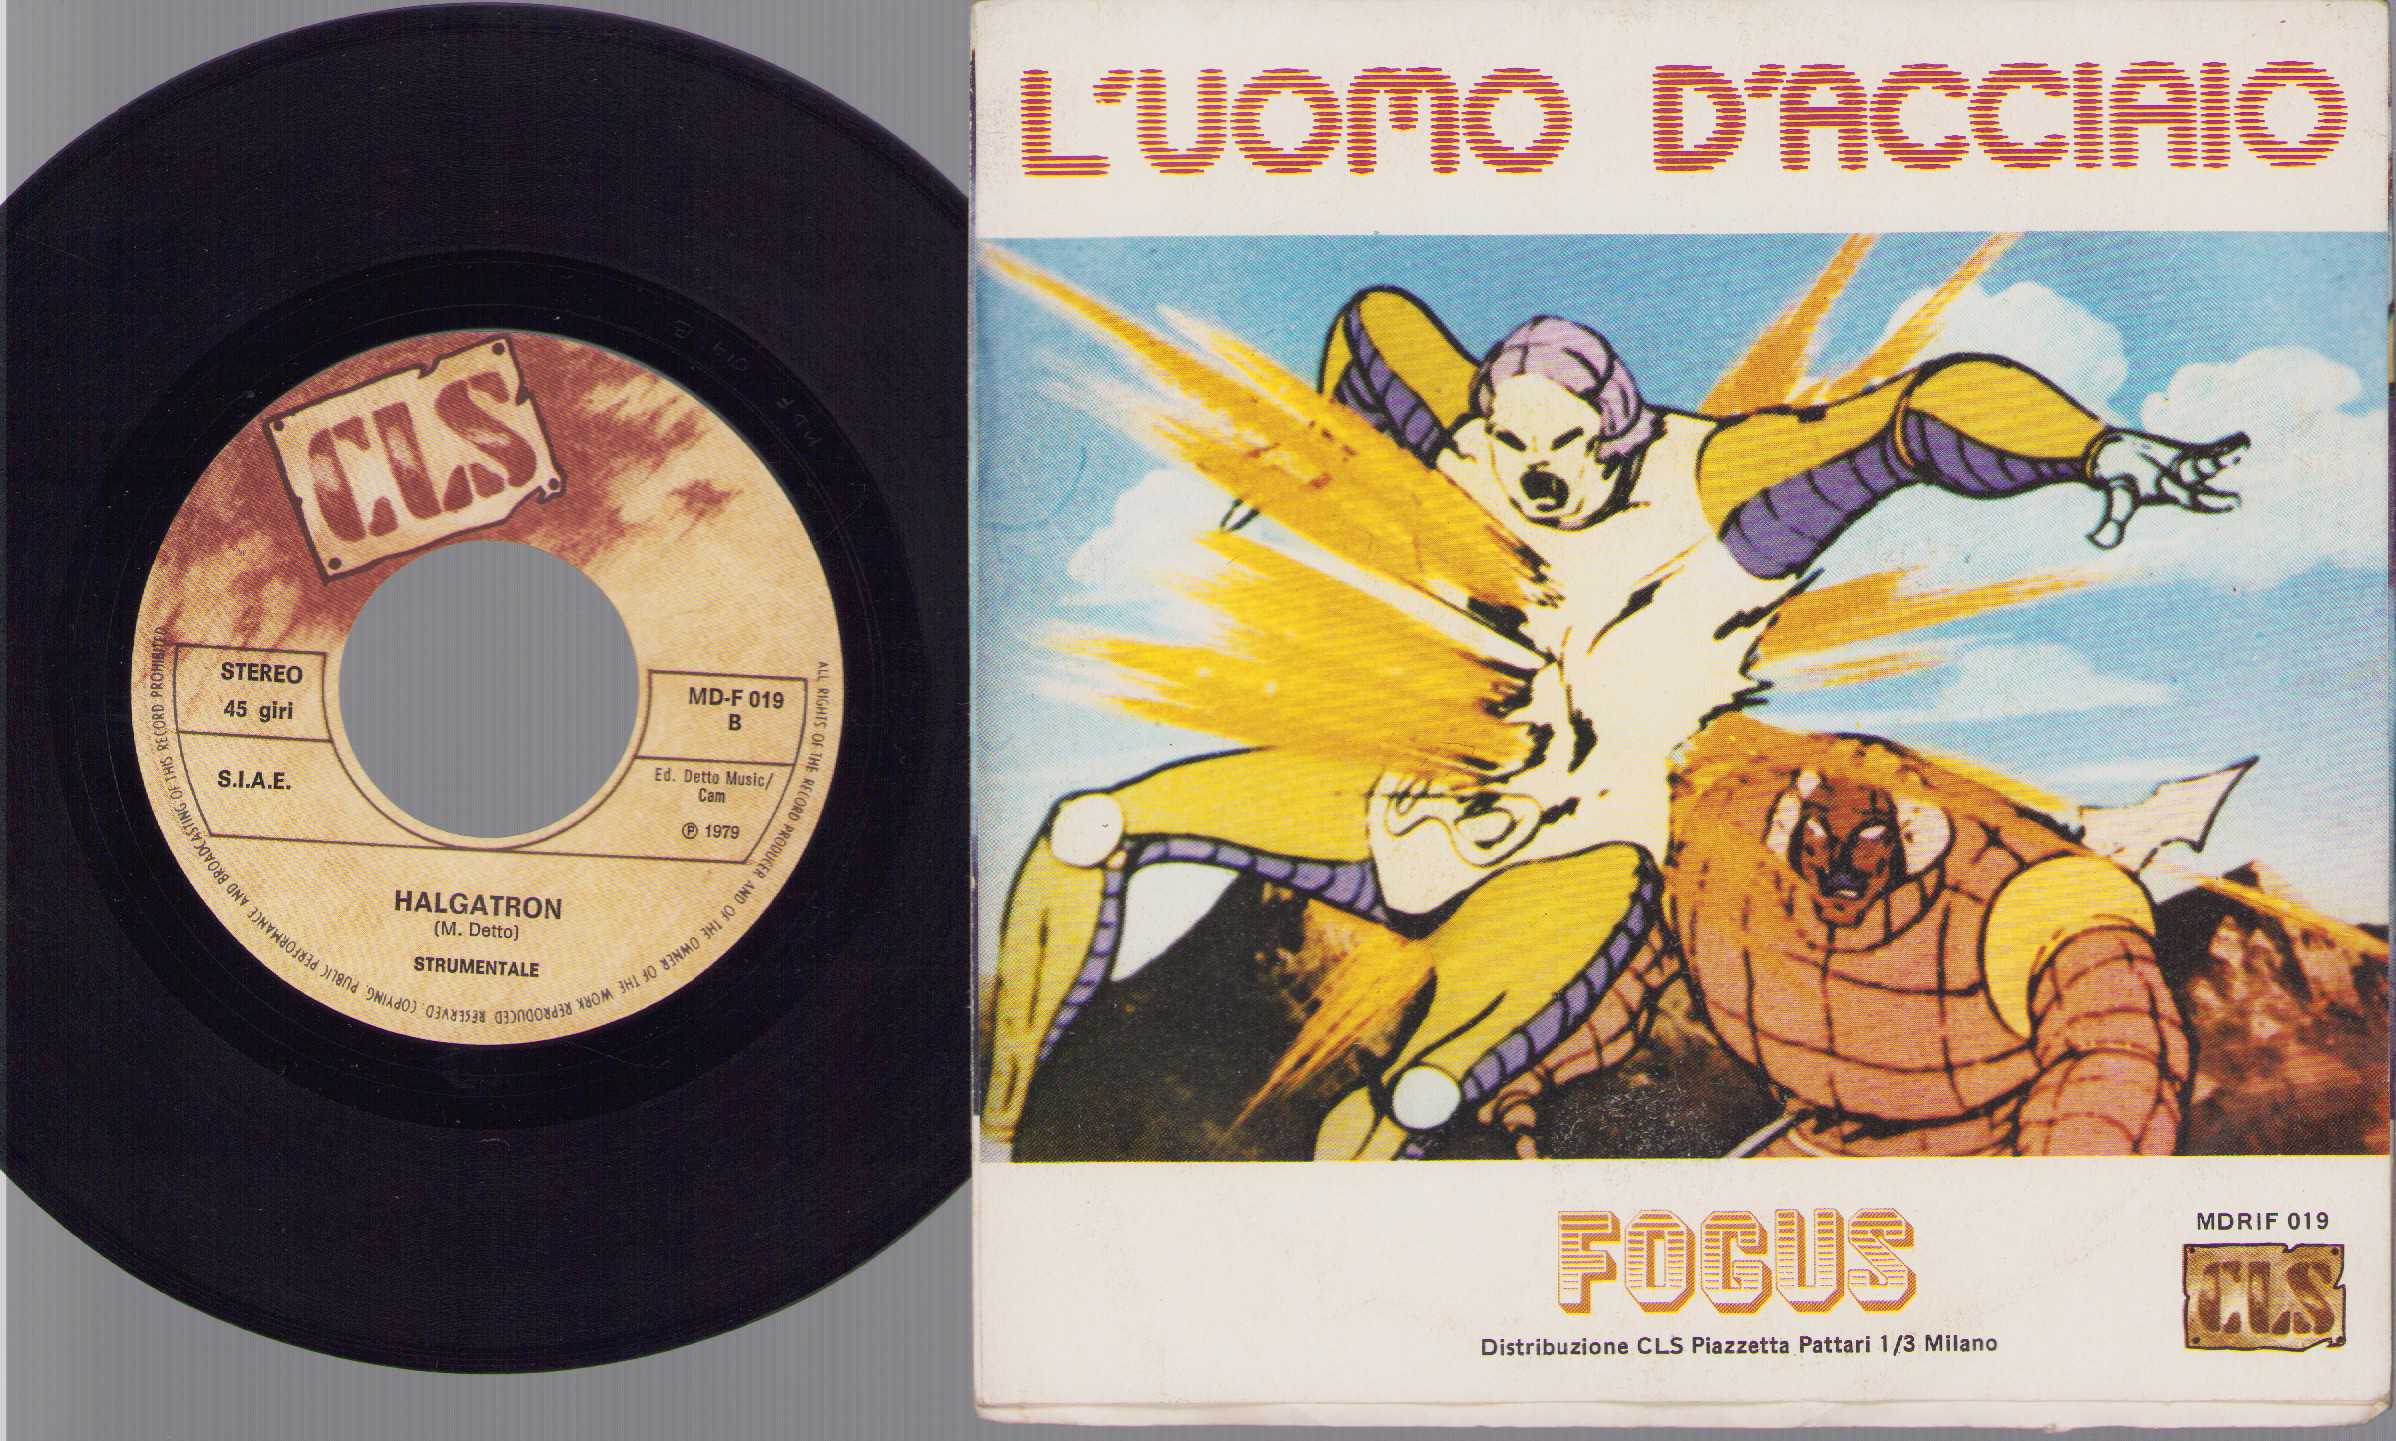 CLS
STEREO
45 giri
S.I.A.E.
MD-F 019
B
Ed. Detto Music/
Cam
℗ 1979
HALGATRON
(M. Detto)
STRUMENTALE
ALL RIGHTS OF THE RECORD PRODUCER AND OF THE OWNER OF THE WORK REPRODUCED RESERVED. COPYING, PUBLIC PERFORMANCE AND BROADCASTING OF THIS RECORD PROHIBITED
MD F 019 B
L'UOMO D'ACCIAIO
FOCUS
Distribuzione CLS Piazzetta Pattari 1/3 Milano
MDRIF 019
CLS